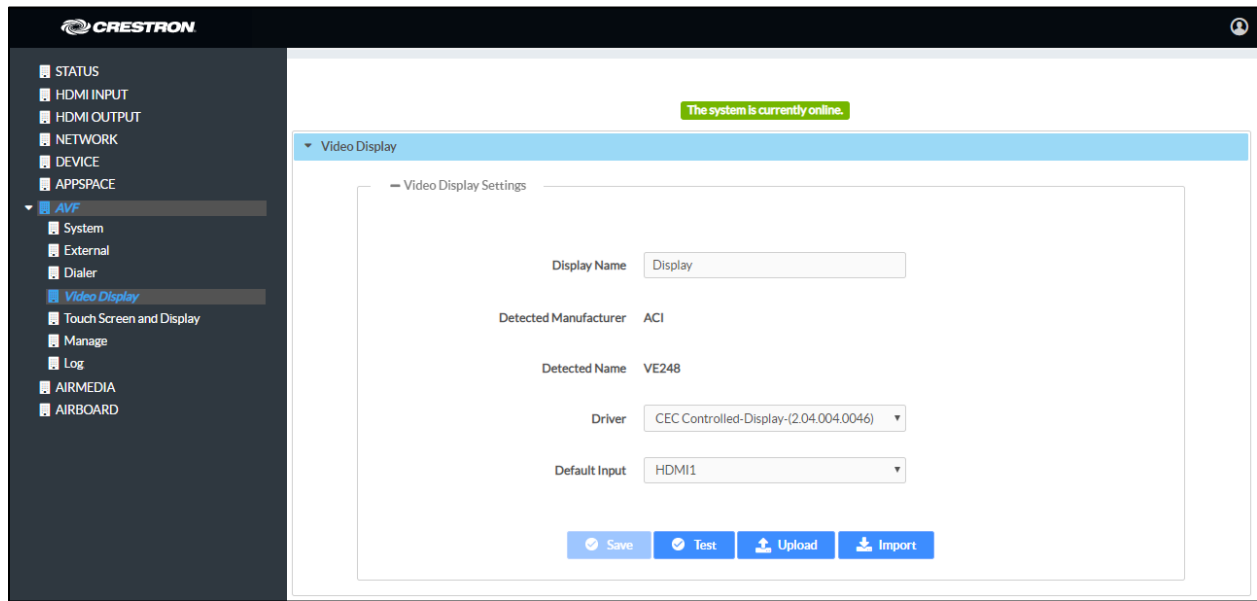 CRESTRON.
STATUS
HDMI INPUT
HDMI OUTPUT
NETWORK
DEVICE
APPSPACE
AVF
System
External
Dialer
Video Display
Touch Screen and Display
Manage
Log
AIRMEDIA
AIRBOARD
The system is currently online.
Video Display
Video Display Settings
Display Name Display
Detected Manufacturer ACI
Detected Name VE248
Driver CEC Controlled-Display-(2.04.004.0046)
Default Input HDMI1
Save Test Upload Import